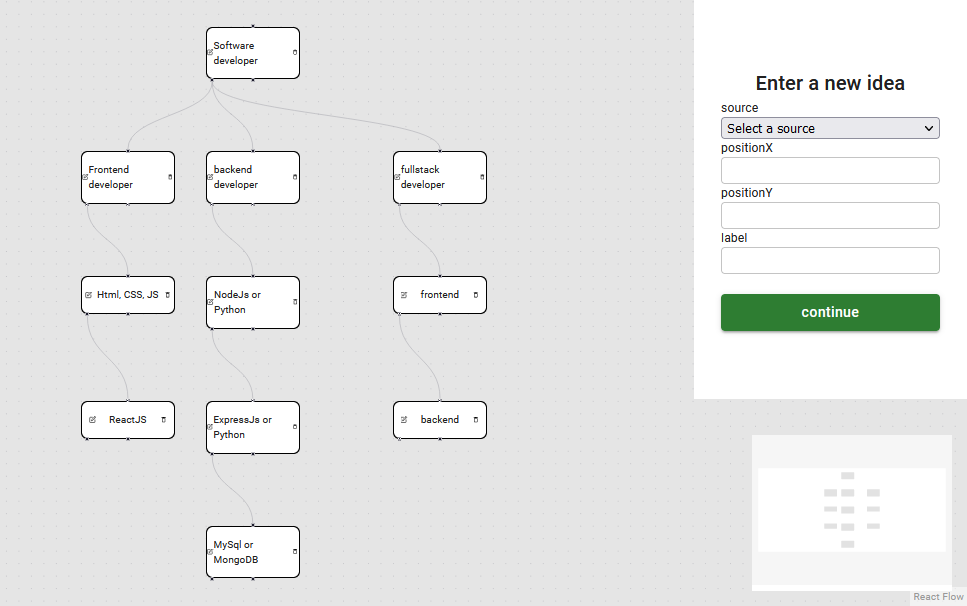 Software
developer
Frontend
developer
backend
developer
fullstack
developer
Html, CSS, JS
NodeJs or
Python
frontend
ReactJS
ExpressJs or
Python
backend
MySql or
MongoDB
Enter a new idea
source
Select a source
positionX
positionY
label
continue
React Flow